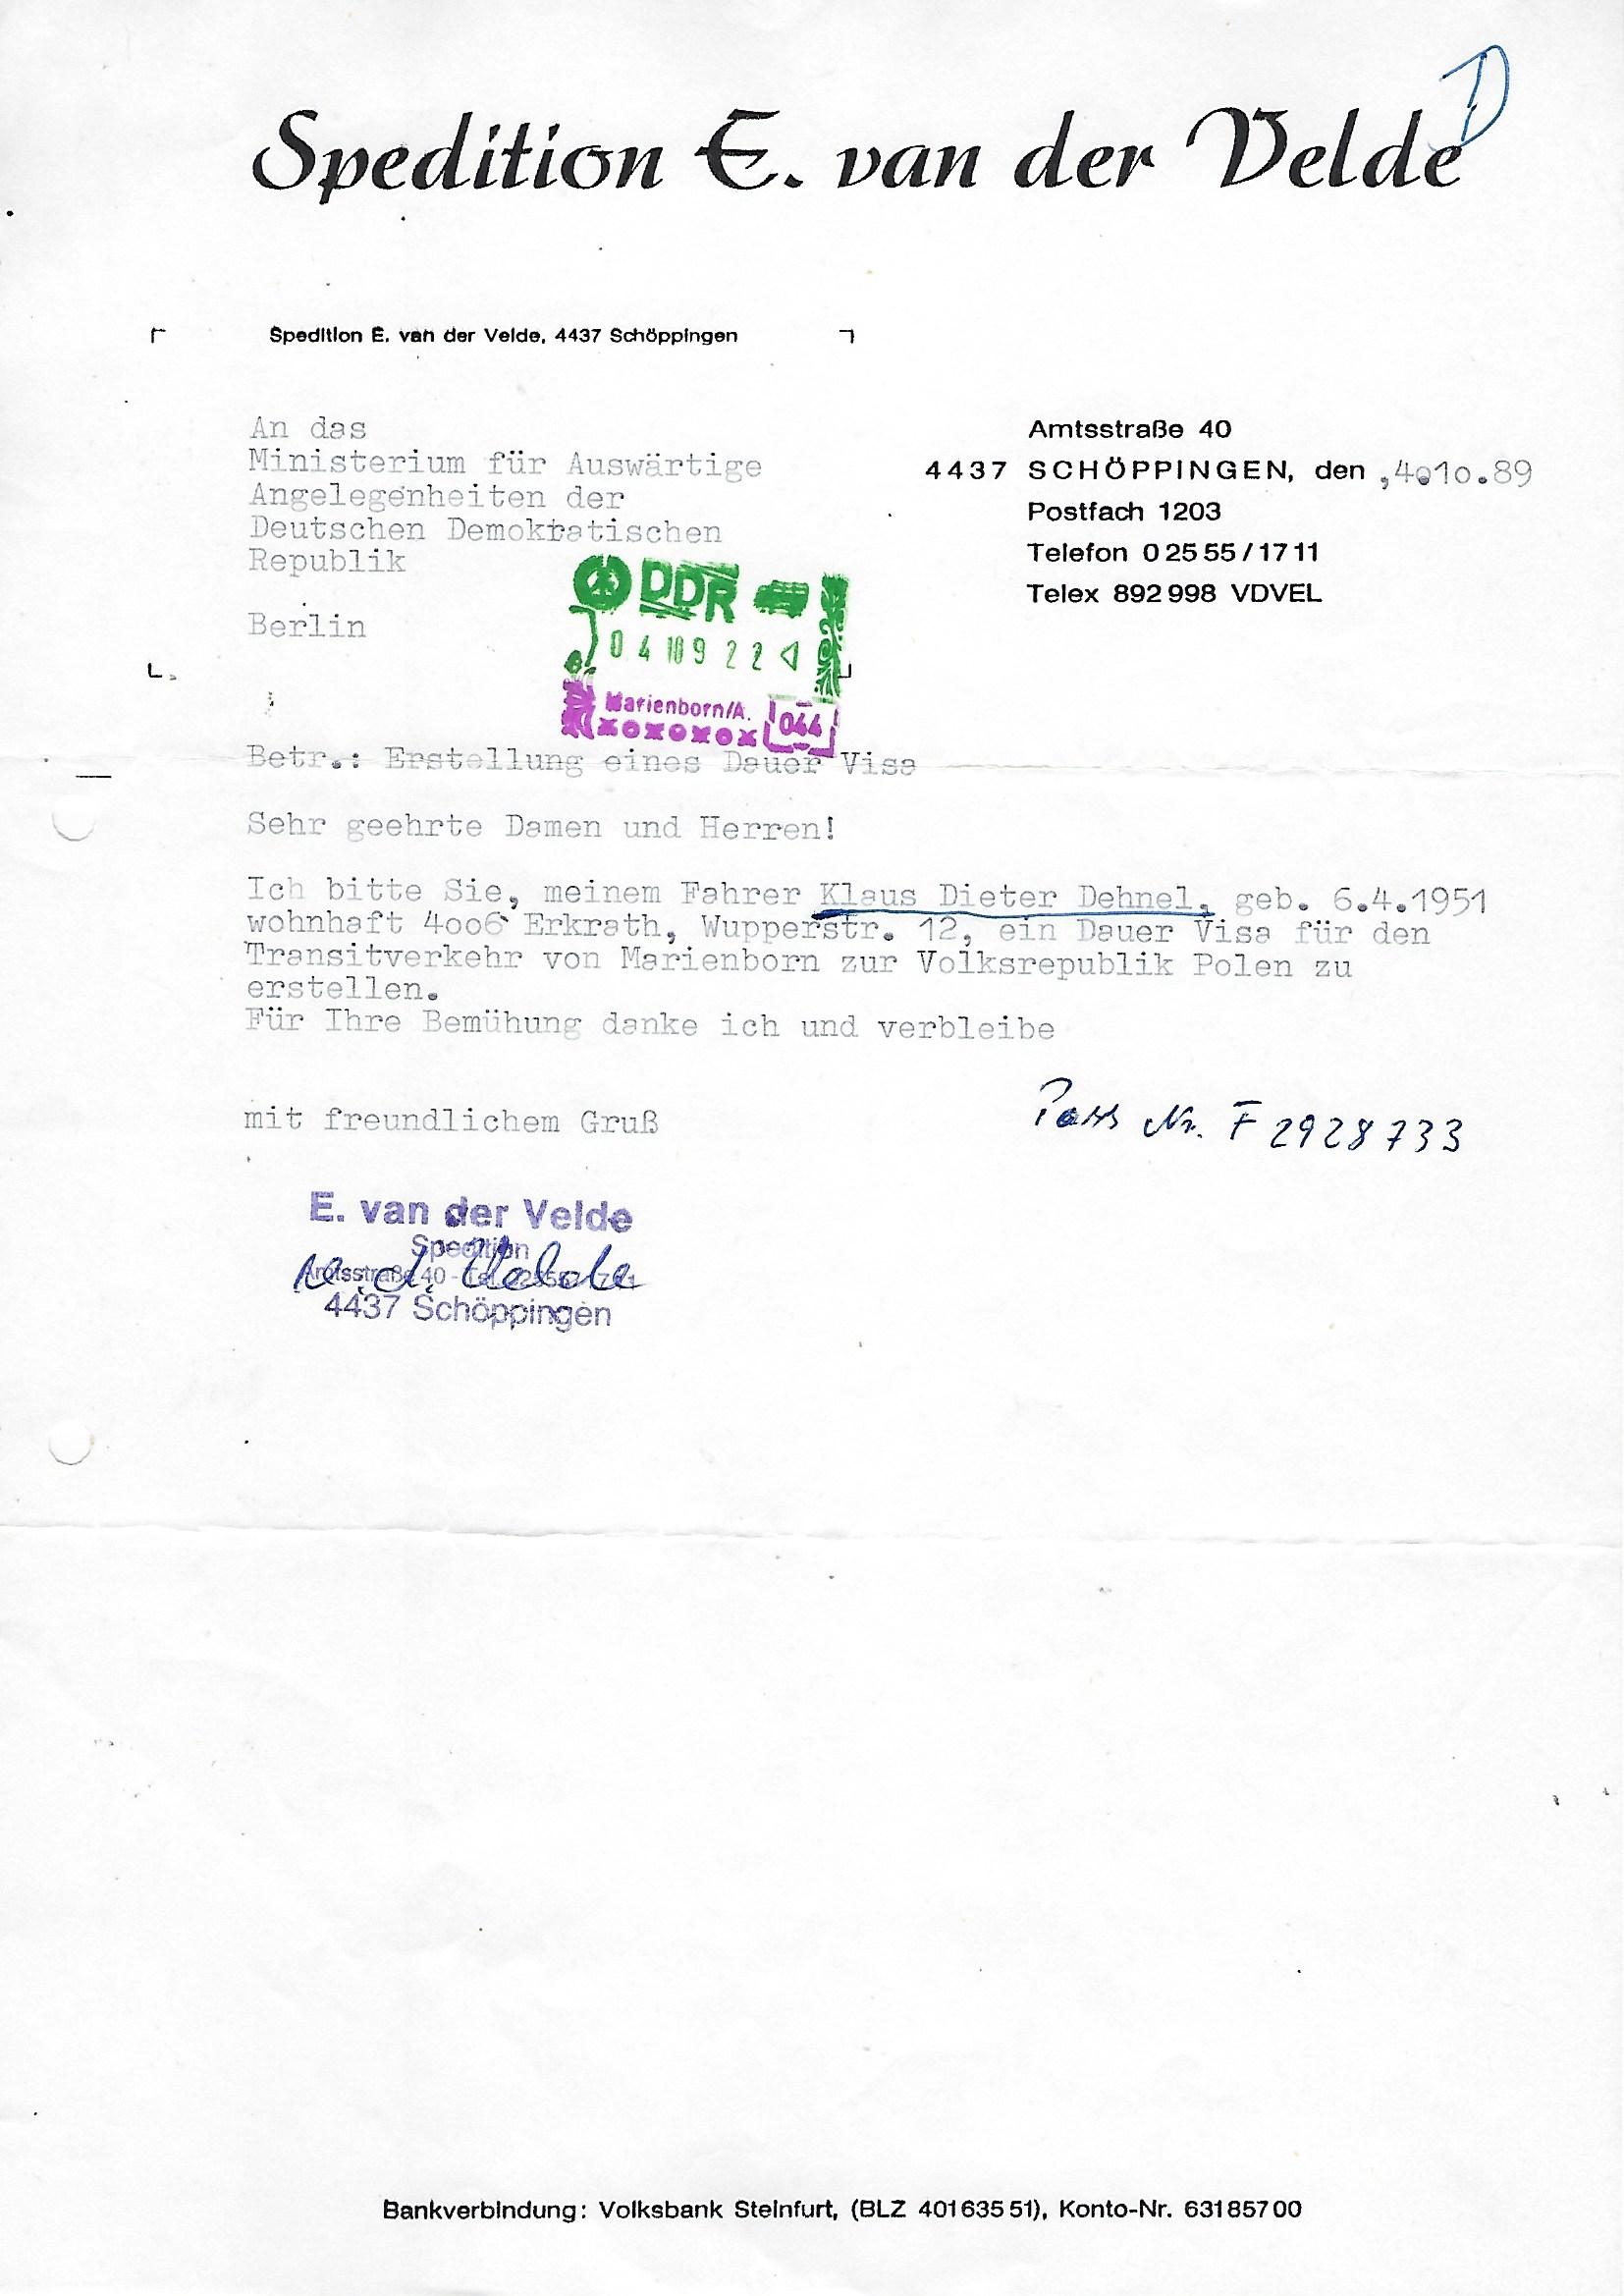 D
Spedition E. van der Velde
Spedition E. van der Velde, 4437 Schöppingen
An das
Ministerium für Auswärtige
Angelegenheiten der
Deutschen Demokratischen
Republik
Berlin
Amtsstraße 40
4437 SCHÖPPINGEN, den ,4.1o.89
Postfach 1203
Telefon 0 25 55 / 17 11
Telex 892 998 VDVEL
DDR
04 10 9 22
Marienborn/A. 044
Betr.: Erstellung eines Dauer Visa
Sehr geehrte Damen und Herren!
Ich bitte Sie, meinem Fahrer Klaus Dieter Dehnel, geb. 6.4.1951
wohnhaft 4oo6 Erkrath, Wupperstr. 12, ein Dauer Visa für den
Transitverkehr von Marienborn zur Volksrepublik Polen zu
erstellen.
Für Ihre Bemühung danke ich und verbleibe
mit freundlichem Gruß
Pass Nr. F 2928733
E. van der Velde
Spedition
Amtsstraße 40 - Tel.
v. d. Velde
4437 Schöppingen
Bankverbindung: Volksbank Steinfurt, (BLZ 401 635 51), Konto-Nr. 631 857 00